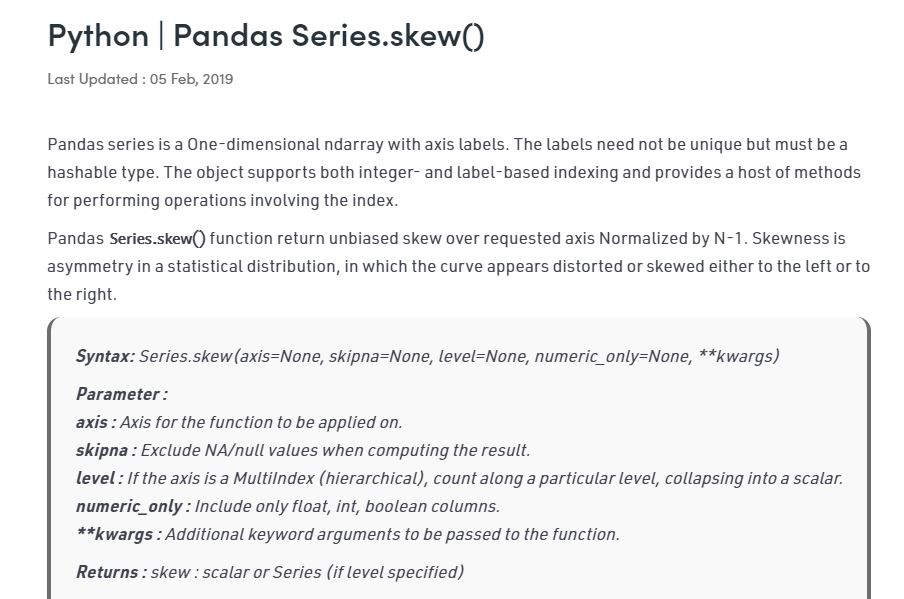 Python | Pandas Series.skew()
Last Updated : 05 Feb, 2019
Pandas series is a One-dimensional ndarray with axis labels. The labels need not be unique but must be a
hashable type. The object supports both integer- and label-based indexing and provides a host of methods
for performing operations involving the index.
Pandas Series.skew() function return unbiased skew over requested axis Normalized by N-1. Skewness is
asymmetry in a statistical distribution, in which the curve appears distorted or skewed either to the left or to
the right.
Syntax: Series.skew(axis=None, skipna=None, level=None, numeric_only=None, **kwargs)
Parameter :
axis : Axis for the function to be applied on.
skipna : Exclude NA/null values when computing the result.
level : If the axis is a MultiIndex (hierarchical), count along a particular level, collapsing into a scalar.
numeric_only : Include only float, int, boolean columns.
**kwargs : Additional keyword arguments to be passed to the function.
Returns : skew : scalar or Series (if level specified)